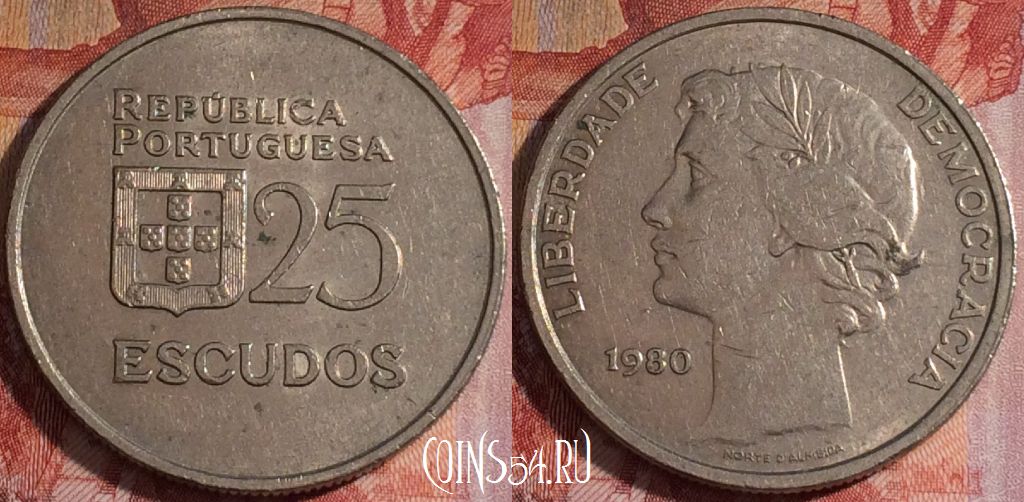 REPÚBLICA
PORTUGUESA
25
ESCUDOS
LIBERDADE
DEMOCRACIA
1980
NORTE D'ALMEIDA
COINS54.RU